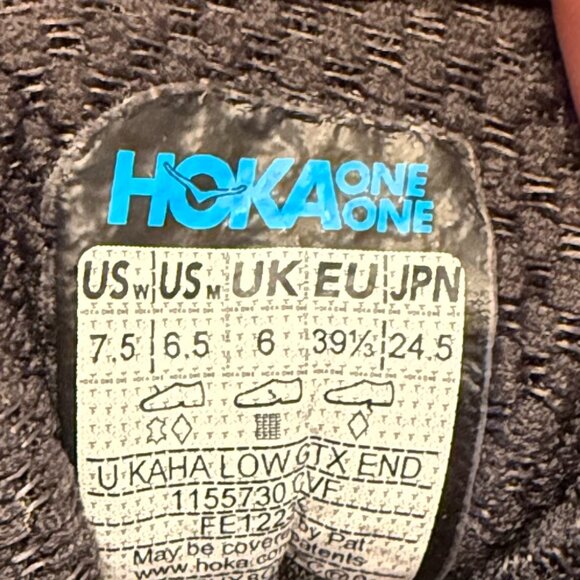 HOKA ONE ONE
US W US M UK EU JPN
7.5 6.5 6 39⅓ 24.5
U KAHA LOW GTX END
1155730 CVF
FE122
May be covered by Pat
www.hoka.